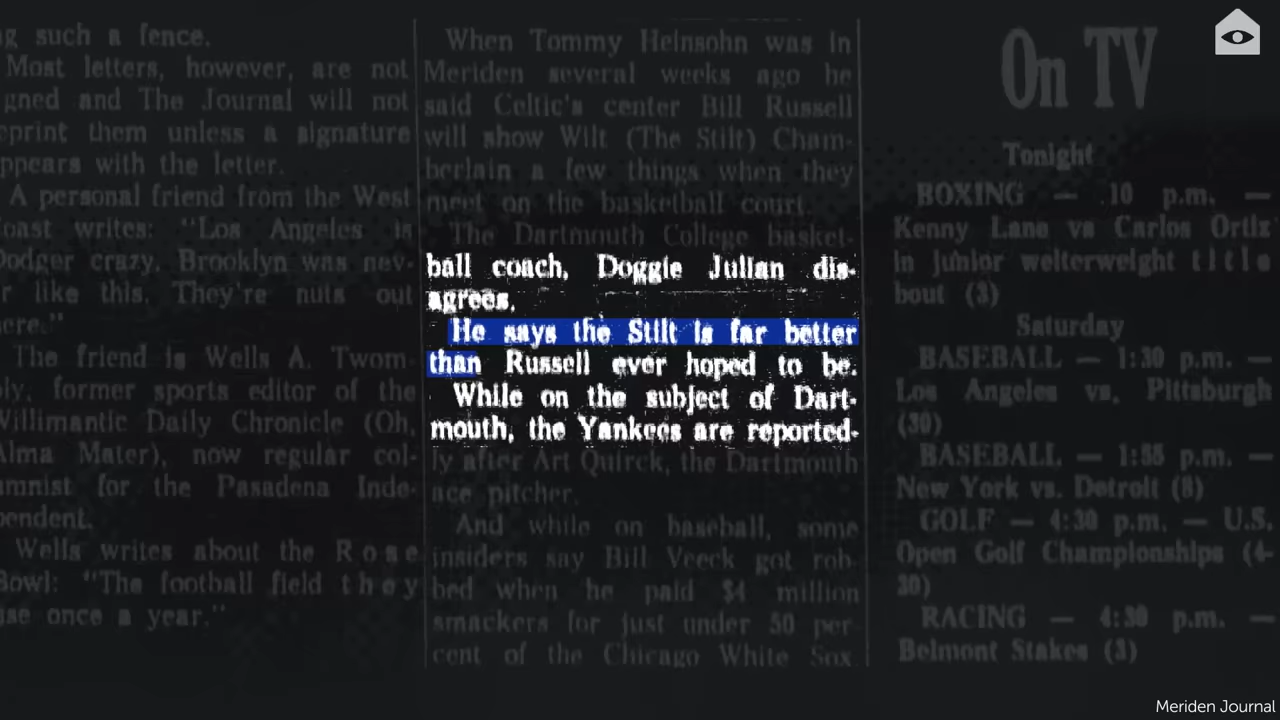 g such a fence.
Most letters, however, are not
gned and The Journal will not
eprint them unless a signature
ppears with the letter.
A personal friend from the West
oast writes: "Los Angeles is
Dodger crazy. Brooklyn was nev-
r like this. They're nuts out
ere."
The friend is Wells A. Twom-
ly, former sports editor of the
Willimantic Daily Chronicle (Oh,
Alma Mater), now regular col-
umnist for the Pasadena Inde-
pendent.
Wells writes about the Rose
Bowl: "The football field they
use once a year."
When Tommy Heinsohn was in
Meriden several weeks ago he
said Celtic's center Bill Russell
will show Wilt (The Stilt) Cham-
berlain a few things when they
meet on the basketball court.
The Dartmouth College basket-
ball coach, Doggie Julian dis-
agrees.
He says the Stilt is far better
than Russell ever hoped to be.
While on the subject of Dart-
mouth, the Yankees are reported-
ly after Art Quirck, the Dartmouth
ace pitcher.
And while on baseball, some
insiders say Bill Veeck got rob-
bed when he paid $4 million
smackers for just under 50 per
cent of the Chicago White Sox.
On TV
Tonight
BOXING — 10 p.m. —
Kenny Lane vs Carlos Ortiz
in junior welterweight title
bout (3)
Saturday
BASEBALL — 1:30 p.m. —
Los Angeles vs. Pittsburgh
(30)
BASEBALL — 1:55 p.m. —
New York vs. Detroit (8)
GOLF — 4:30 p.m. — U.S.
Open Golf Championships (4-
30)
RACING — 4:30 p.m. —
Belmont Stakes (3)
Meriden Journal